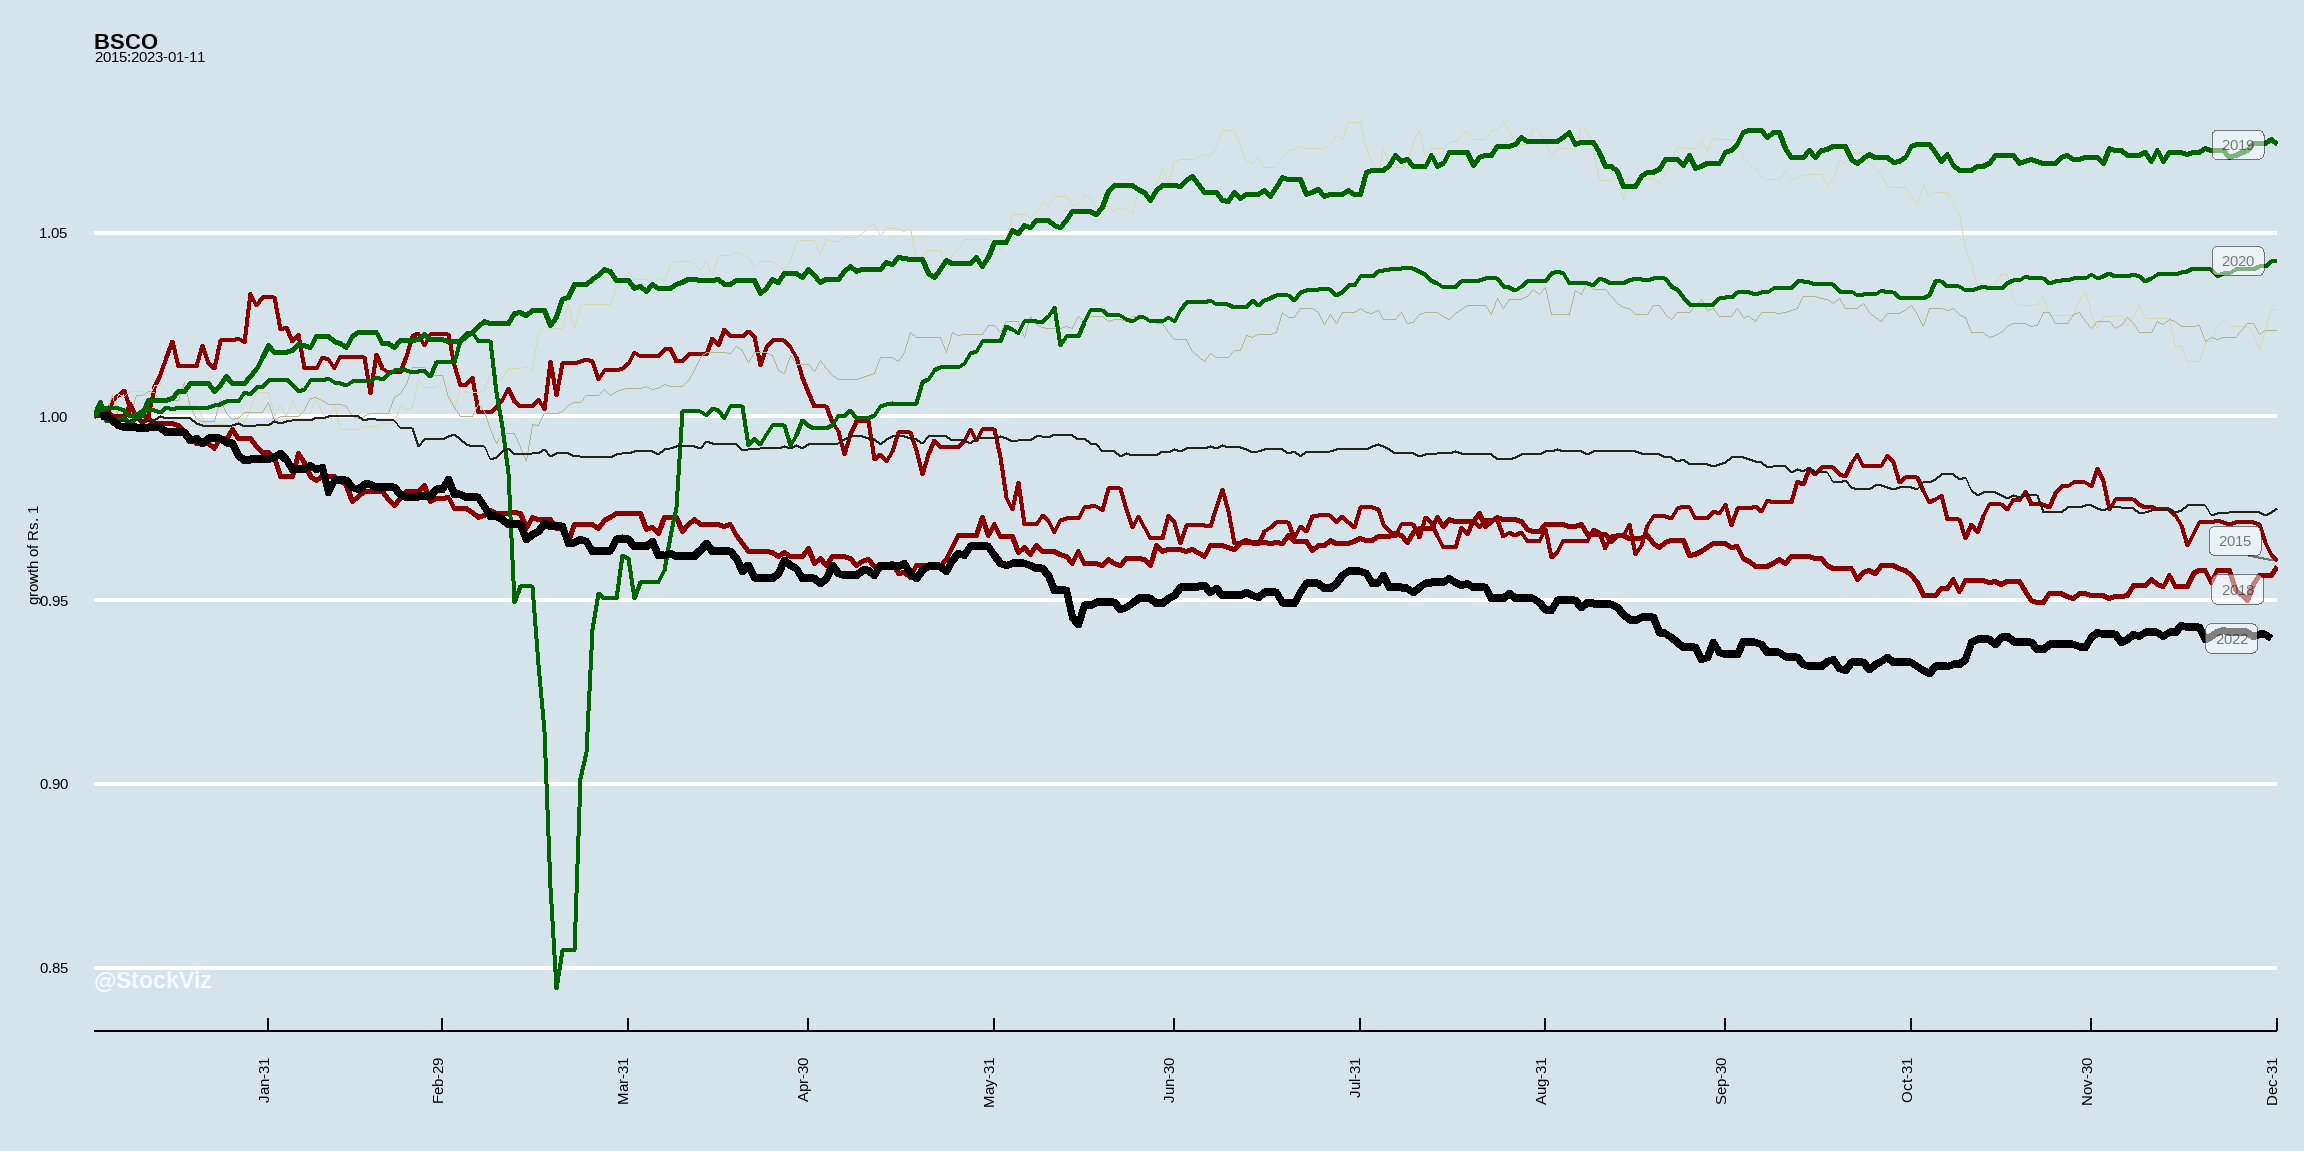 BSCO
2015:2023-01-11
growth of Rs. 1
1.05
1.00
0.95
0.90
0.85
2019
2020
2015
2018
2022
@StockViz
Jan-31
Feb-29
Mar-31
Apr-30
May-31
Jun-30
Jul-31
Aug-31
Sep-30
Oct-31
Nov-30
Dec-31